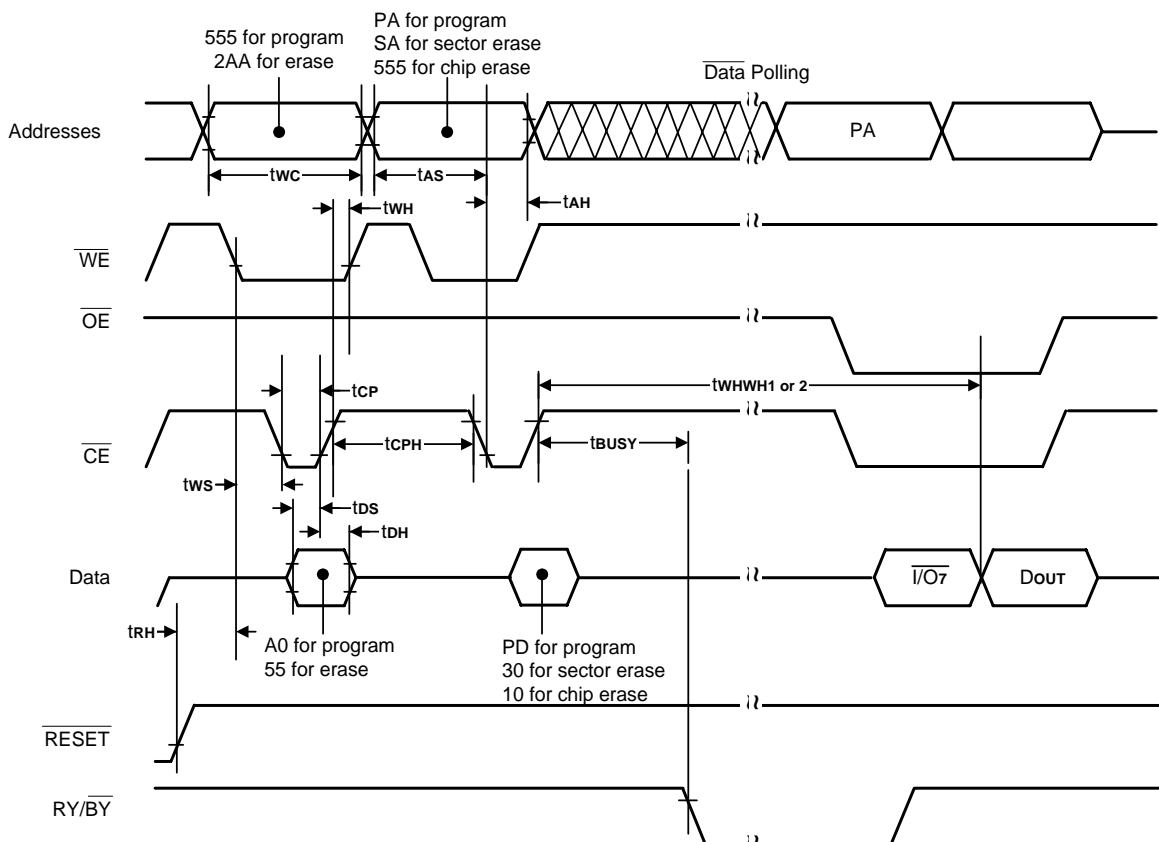 555 for program
2AA for erase
PA for program
SA for sector erase
555 for chip erase
Data Polling
Addresses
PA
tWC
tAS
tAH
tWH
WE
OE
tWHWH1 or 2
tCP
CE
tCPH
tBUSY
tWS
tDS
tDH
Data
I/O7
DOUT
tRH
A0 for program
55 for erase
PD for program
30 for sector erase
10 for chip erase
RESET
RY/BY